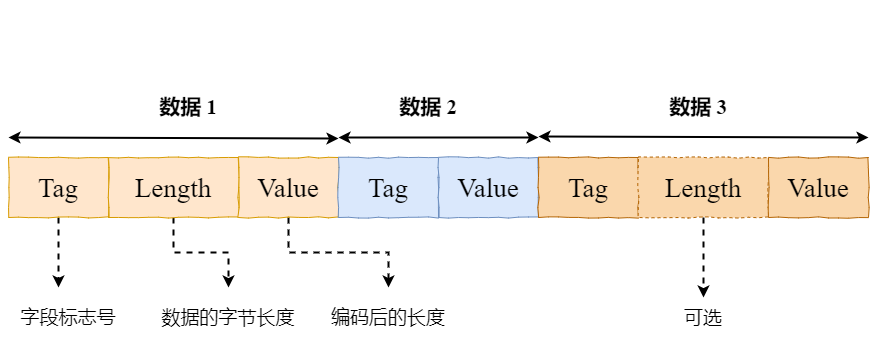 数据 1 数据 2 数据 3
Tag Length Value Tag Value Tag Length Value
字段标志号 数据的字节长度 编码后的长度 可选